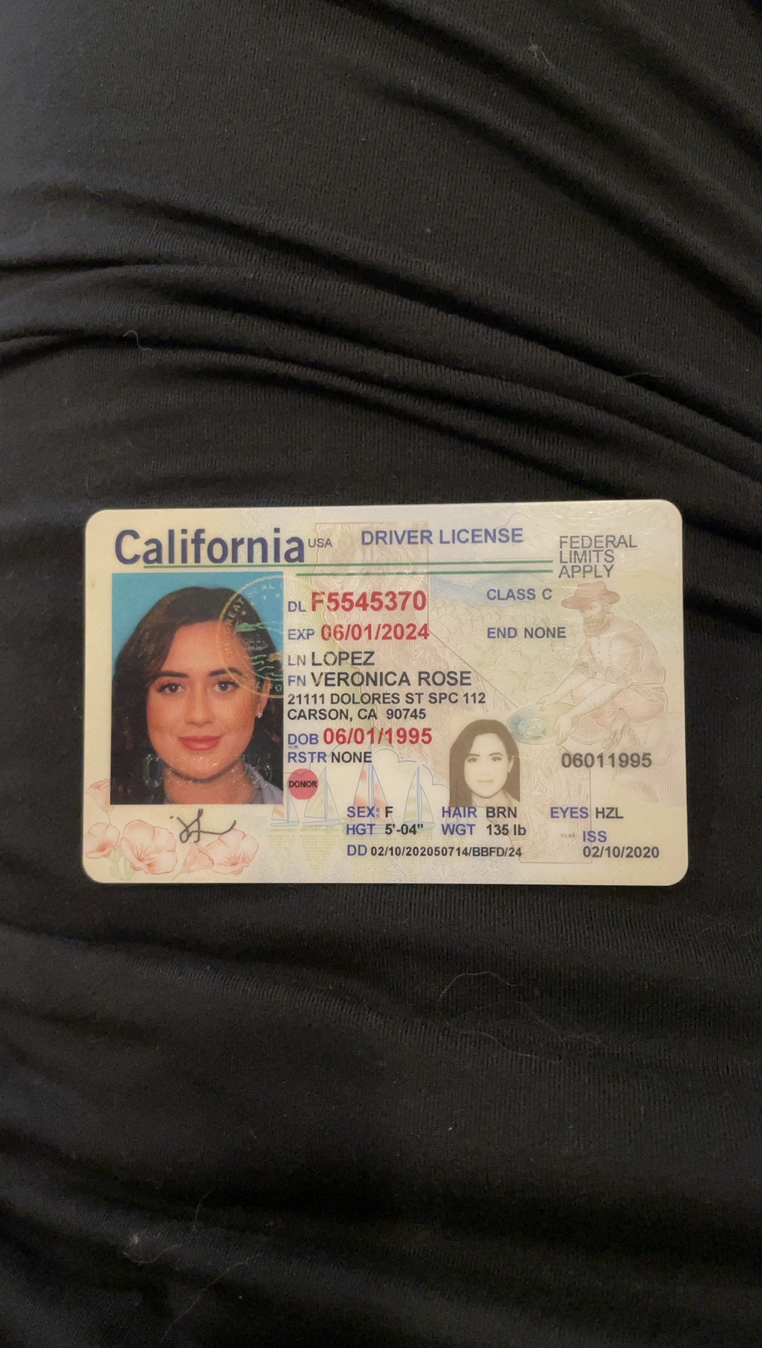 California USA DRIVER LICENSE
FEDERAL
LIMITS
APPLY
DL F5545370 CLASS C
EXP 06/01/2024 END NONE
LN LOPEZ
FN VERONICA ROSE
21111 DOLORES ST SPC 112
CARSON, CA 90745
DOB 06/01/1995
RSTR NONE 06011995
DONOR
SEX F HAIR BRN EYES HZL
HGT 5'-04" WGT 135 lb ISS
DD 02/10/202050714/BBFD/24 02/10/2020